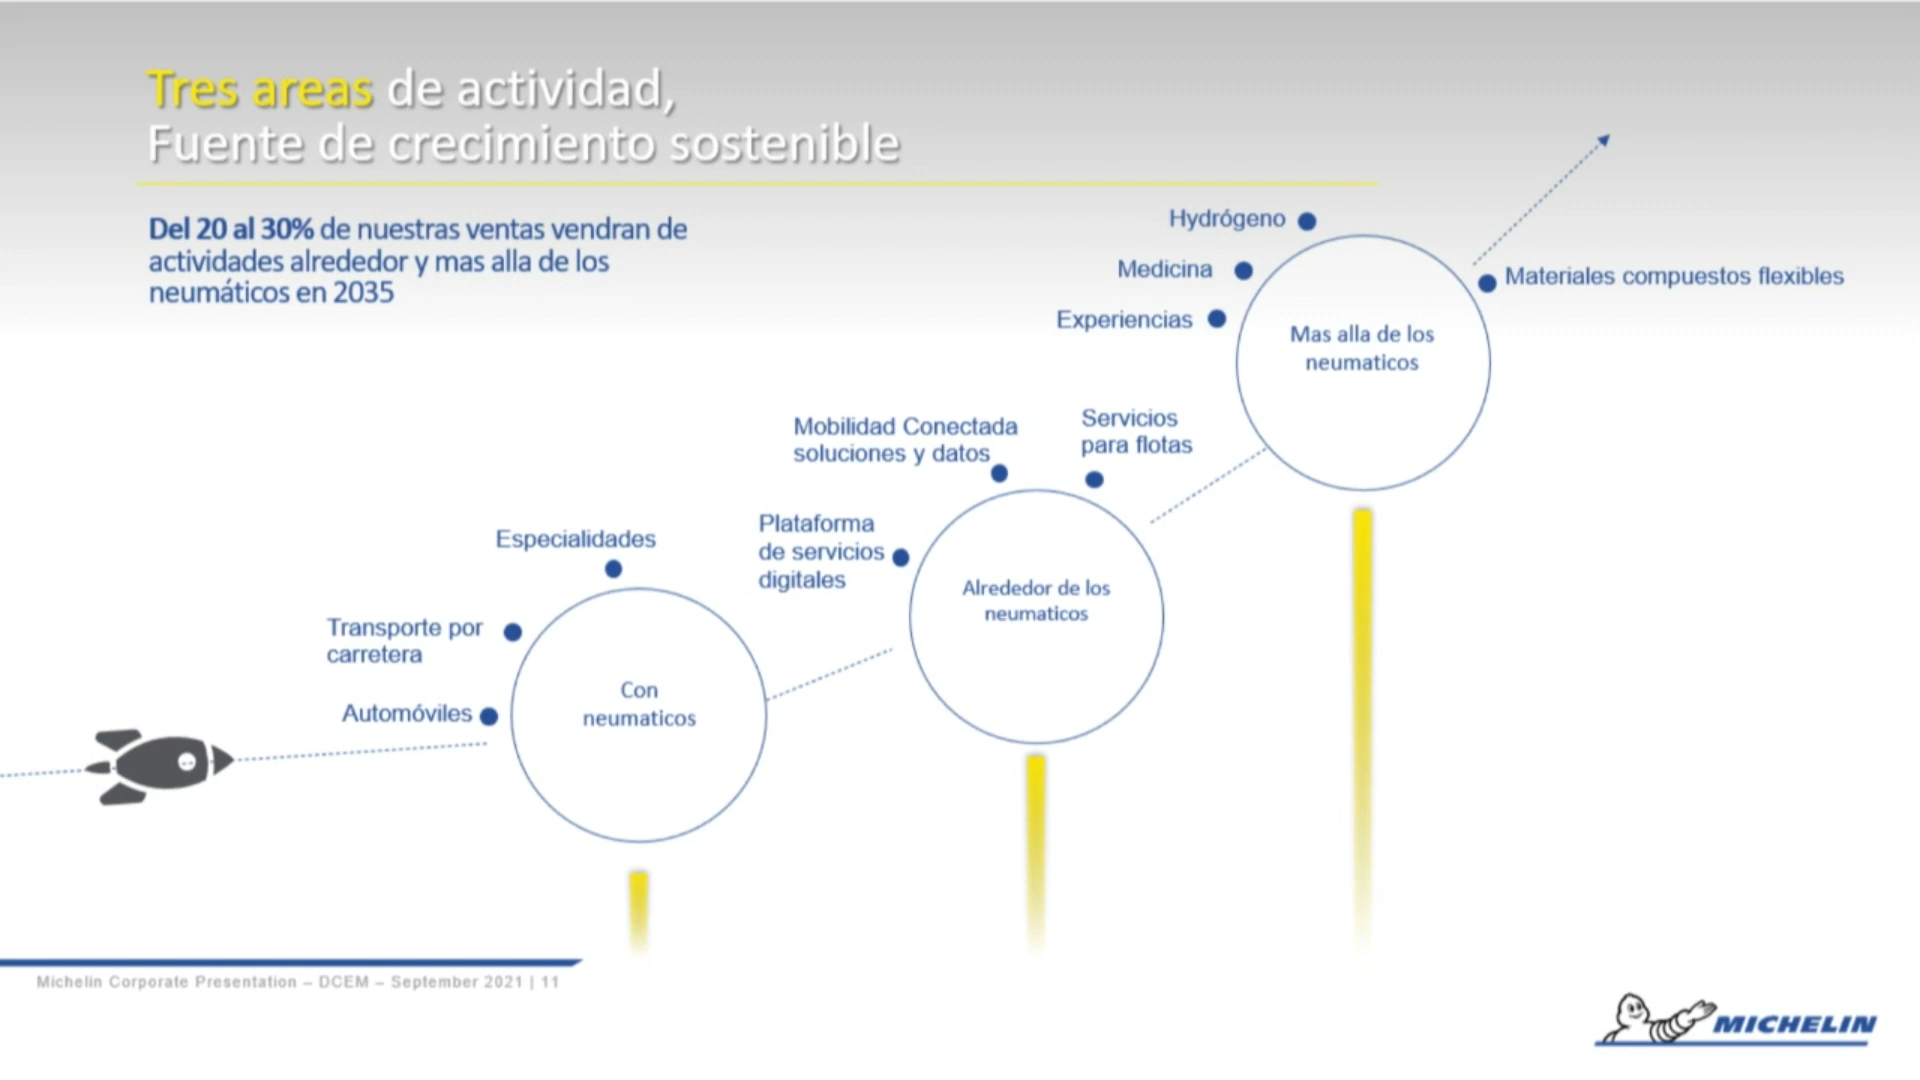 Tres areas de actividad,
Fuente de crecimiento sostenible
Del 20 al 30% de nuestras ventas vendran de
actividades alrededor y mas alla de los
neumáticos en 2035
Hydrógeno
Medicina
Experiencias
Materiales compuestos flexibles
Mas alla de los
neumaticos
Mobilidad Conectada
soluciones y datos
Servicios
para flotas
Plataforma
de servicios
digitales
Alrededor de los
neumaticos
Especialidades
Transporte por
carretera
Automóviles
Con
neumaticos
Michelin Corporate Presentation – DCEM – September 2021 | 11
MICHELIN